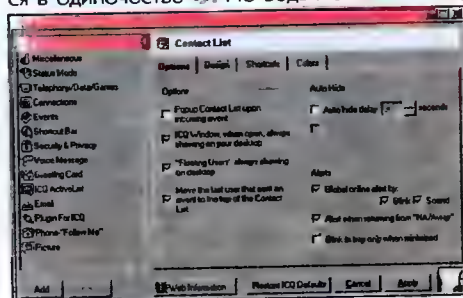 ся в одиночество
Contact List
Miscellaneous
Status Mode
Telephony/Data/Games
Connections
Events
Shortcut Bar
Security & Privacy
Voice Message
Greeting Card
ICQ ActiveList
Email
Plugin For ICQ
Phone-"Follow Me"
Picture
Add
Options Design Shortcuts Colors
Options
Popup Contact List upon
incoming event
ICQ Window, when open, always
showing on your desktop
"Floating Users" always showing
on desktop
Move the last user that sent an
event to the top of the Contact
List
Auto Hide
Auto hide delay seconds
Alerts
Global online alert by:
Blink Sound
Alert when returning from "NA/Away"
Blink in tray only when minimized
Web Information Restore ICQ Defaults Cancel Apply